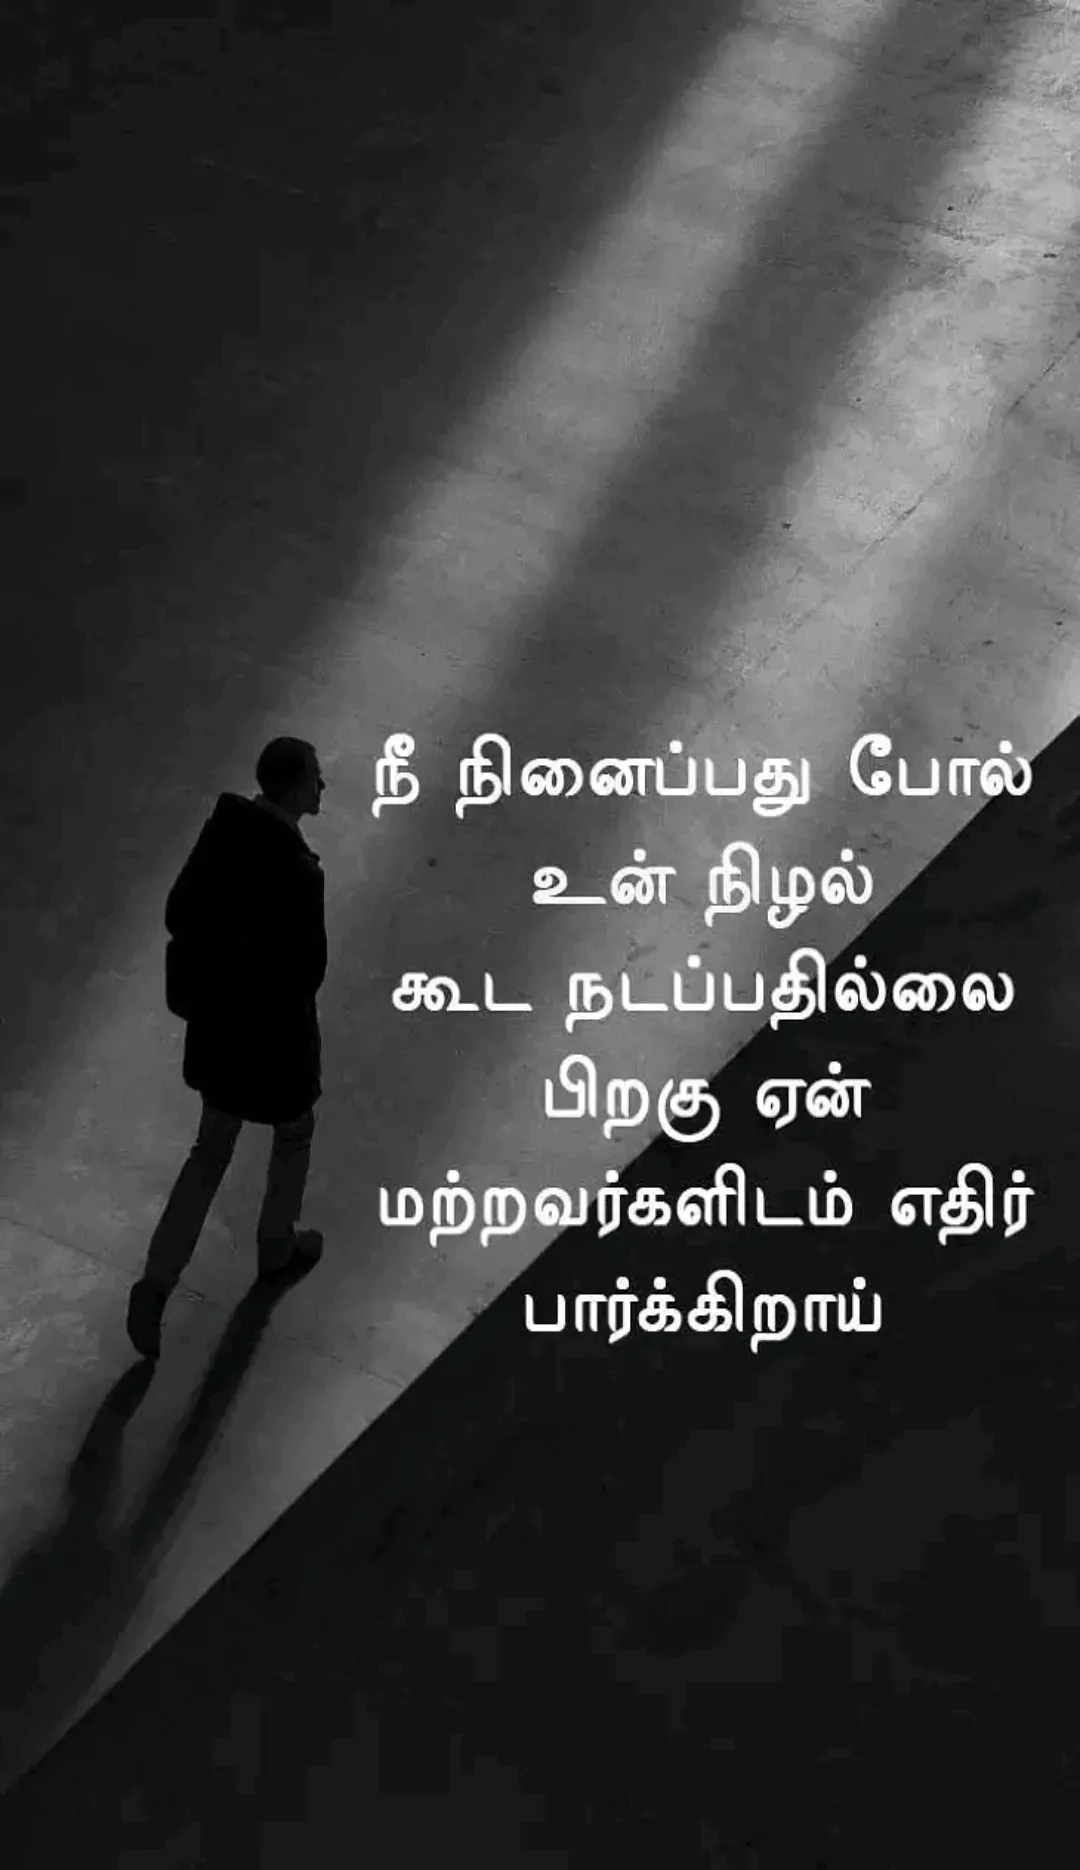 நீ நினைப்பது போல்
உன் நிழல்
கூட நடப்பதில்லை
பிறகு ஏன்
மற்றவர்களிடம் எதிர்
பார்க்கிறாய்